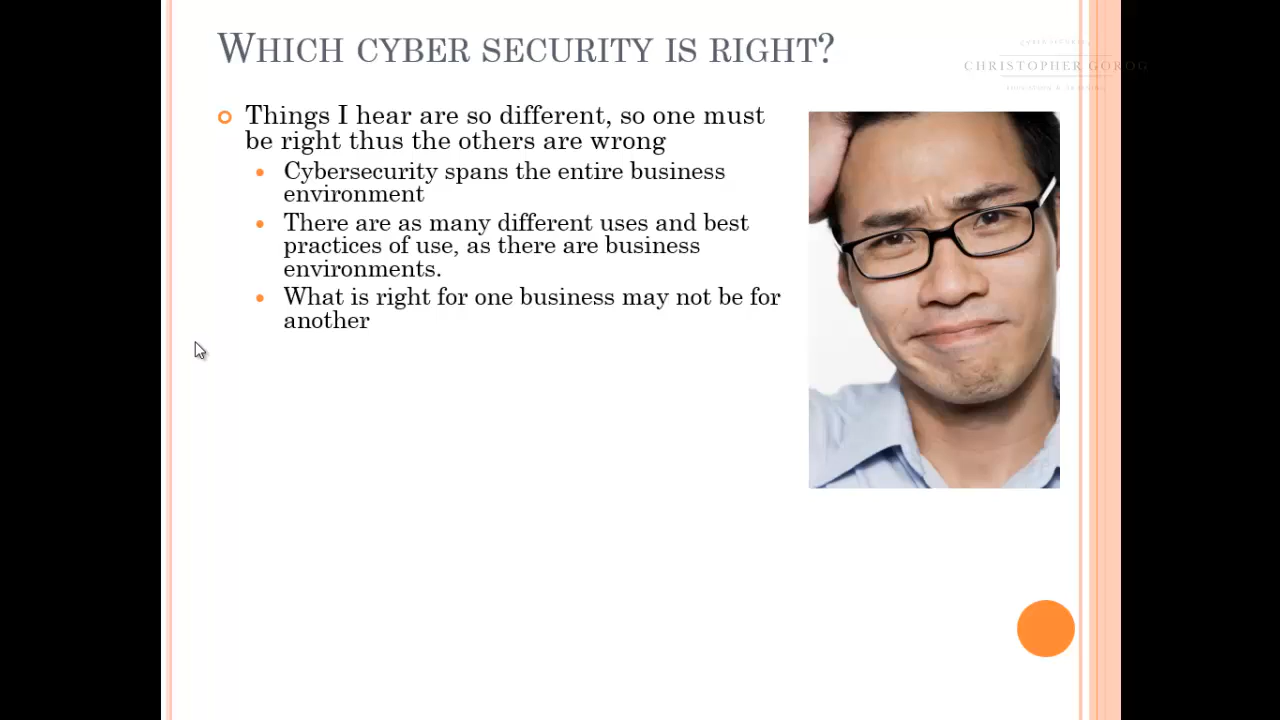 WHICH CYBER SECURITY IS RIGHT?
CHRISTOPHER GOROG
Things I hear are so different, so one must
be right thus the others are wrong
Cybersecurity spans the entire business
environment
There are as many different uses and best
practices of use, as there are business
environments.
What is right for one business may not be for
another